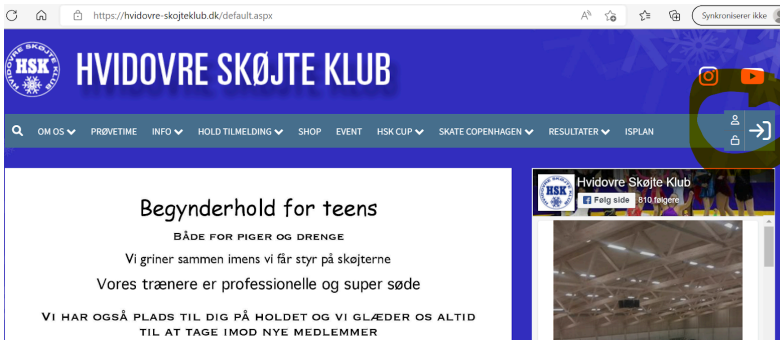 https://hvidovre-skojteklub.dk/default.aspx
Synkroniserer ikke
HVIDOVRE SKØJTE KLUB
HSK
HVIDOVRE SKØJTE KLUB
OM OS PRØVETIME INFO HOLD TILMELDING SHOP EVENT HSK CUP SKATE COPENHAGEN RESULTATER ISPLAN
Begynderhold for teens
BÅDE FOR PIGER OG DRENGE
Vi griner sammen imens vi får styr på skøjterne
Vores trænere er professionelle og super søde
VI HAR OGSÅ PLADS TIL DIG PÅ HOLDET OG VI GLÆDER OS ALTID
TIL AT TAGE IMOD NYE MEDLEMMER
HSK
Hvidovre Skøjte Klub
Følg side 810 følgere